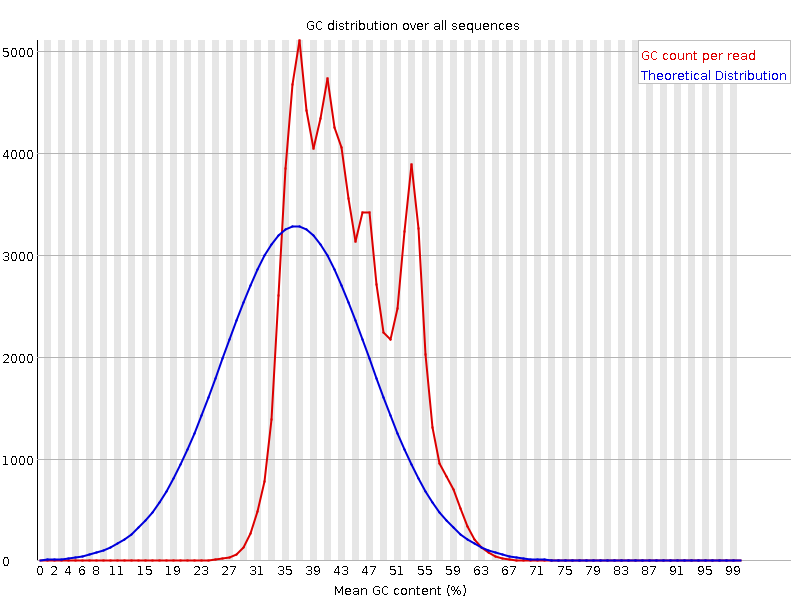 GC distribution over all sequences
GC count per read
Theoretical Distribution
5000
4000
3000
2000
1000
0
0 2 4 6 8 11 15 19 23 27 31 35 39 43 47 51 55 59 63 67 71 75 79 83 87 91 95 99
Mean GC content (%)